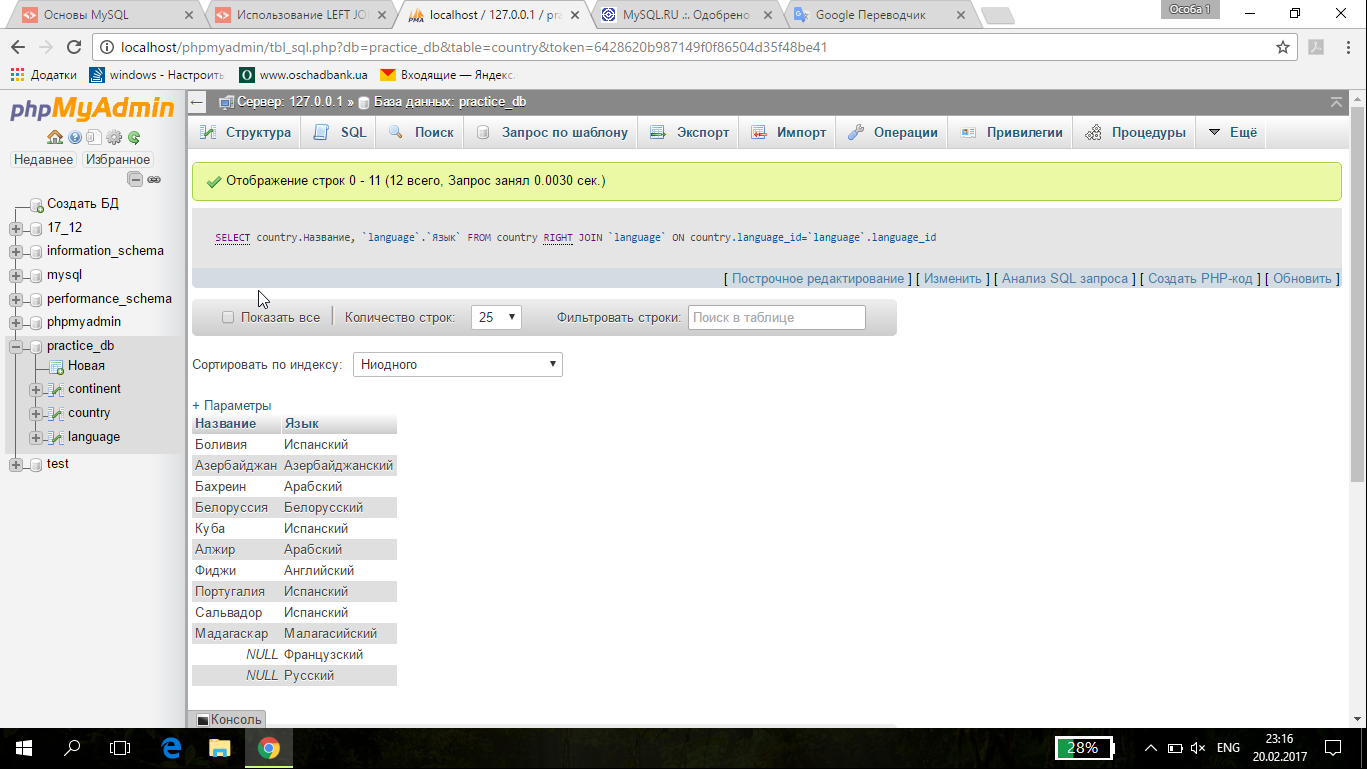 Основы MySQL
Использование LEFT JO
localhost / 127.0.0.1 / pra
MySQL.RU .:. Одобрено
Google Переводчик
Особа 1
localhost/phpmyadmin/tbl_sql.php?db=practice_db&table=country&token=6428620b987149f0f86504d35f48be41
Додатки
windows - Настроить
www.oschadbank.ua
Входящие — Яндекс.
phpMyAdmin
Недавнее
Избранное
Создать БД
17_12
information_schema
mysql
performance_schema
phpmyadmin
practice_db
Новая
continent
country
language
test
Сервер: 127.0.0.1 » База данных: practice_db
Структура SQL Поиск Запрос по шаблону Экспорт Импорт Операции Привилегии Процедуры Ещё
Отображение строк 0 - 11 (12 всего, Запрос занял 0.0030 сек.)
SELECT country.Название, `language`.`Язык` FROM country RIGHT JOIN `language` ON country.language_id=`language`.language_id
[ Построчное редактирование ] [ Изменить ] [ Анализ SQL запроса ] [ Создать PHP-код ] [ Обновить ]
Показать все | Количество строк: 25 Фильтровать строки: Поиск в таблице
Сортировать по индексу: Ниодного
+ Параметры
Название Язык
Боливия Испанский
Азербайджан Азербайджанский
Бахреин Арабский
Белоруссия Белорусский
Куба Испанский
Алжир Арабский
Фиджи Английский
Португалия Испанский
Сальвадор Испанский
Мадагаскар Малагасийский
NULL Французский
NULL Русский
Консоль
28%
ENG
23:16
20.02.2017